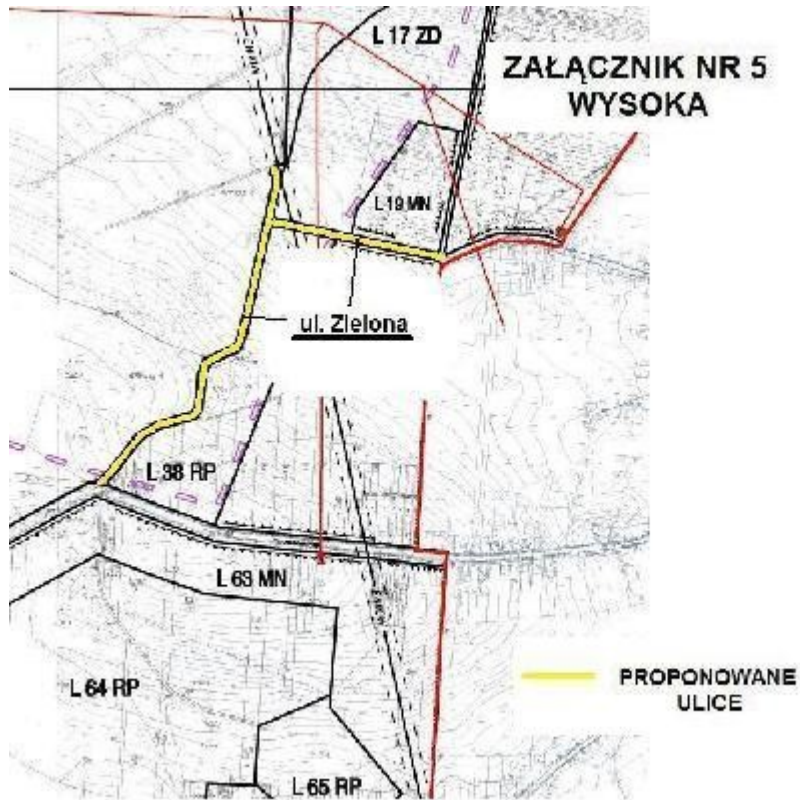 L 17 ZD
ZAŁĄCZNIK NR 5
WYSOKA
L 19 MN
ul. Zielona
L 38 RP
L 63 MN
L 64 RP
PROPONOWANE
ULICE
L 65 RP